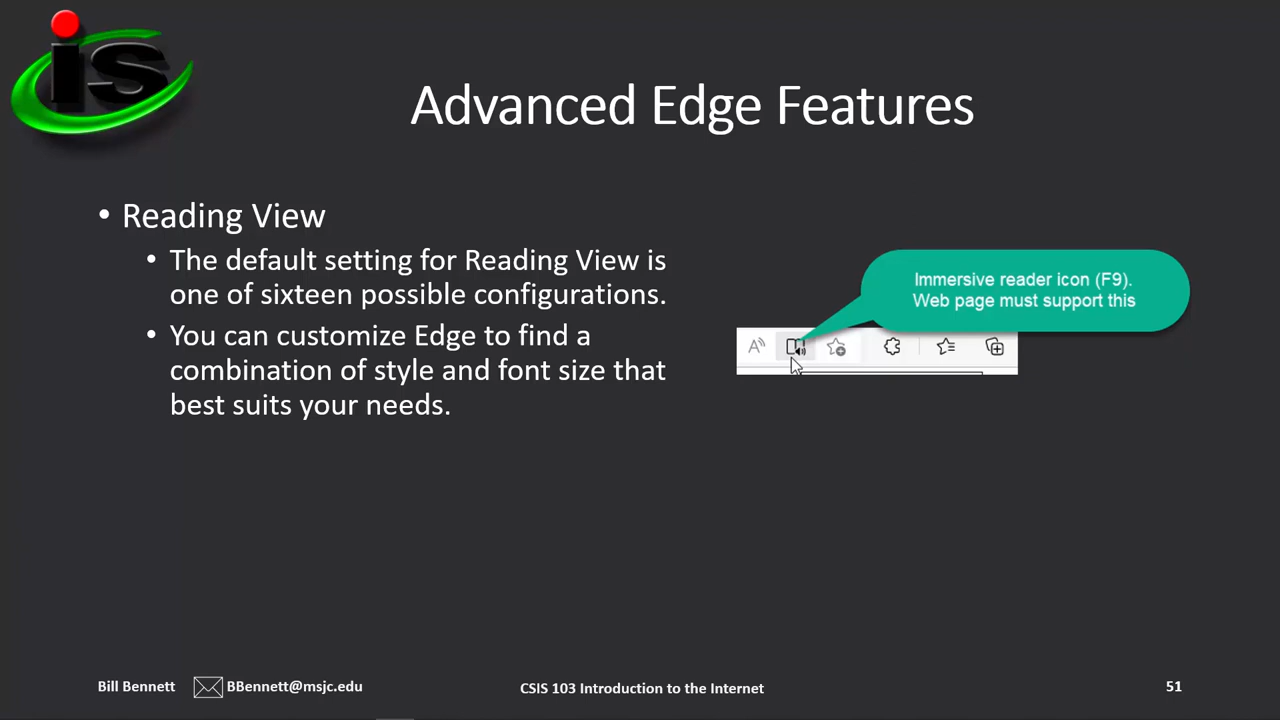 is
Advanced Edge Features
• Reading View
• The default setting for Reading View is
one of sixteen possible configurations.
• You can customize Edge to find a
combination of style and font size that
best suits your needs.
Immersive reader icon (F9).
Web page must support this
A
Bill Bennett BBennett@msjc.edu
CSIS 103 Introduction to the Internet
51